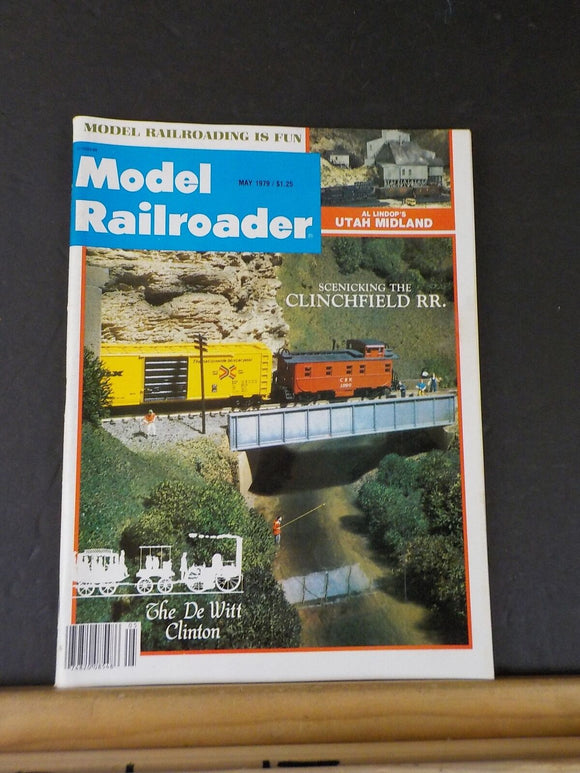 MODEL RAILROADING IS FUN
Model
Railroader
MAY 1979 / $1.25
AL LINDOP'S
UTAH MIDLAND
SCENICKING THE
CLINCHFIELD RR.
The De Witt
Clinton
05